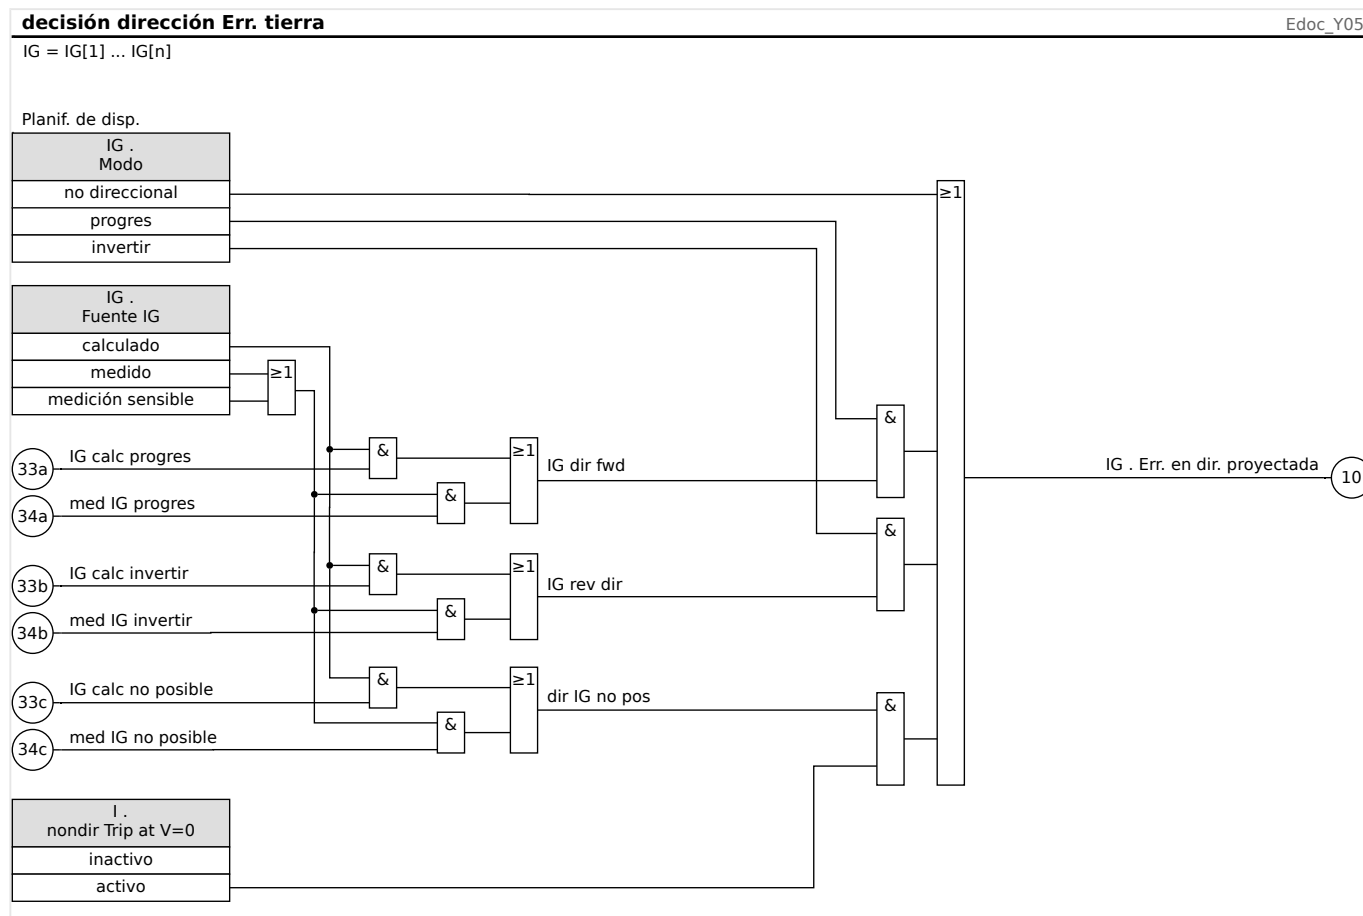 decisión dirección Err. tierra
Edoc_Y05
IG = IG[1] ... IG[n]
Planif. de disp.
IG .
Modo
no direccional
progres
invertir
≥1
IG .
Fuente IG
calculado
medido
medición sensible
≥1
&
33a
IG calc progres
&
≥1
IG dir fwd
34a
med IG progres
&
IG . Err. en dir. proyectada
10
&
33b
IG calc invertir
&
≥1
IG rev dir
34b
med IG invertir
&
33c
IG calc no posible
&
≥1
dir IG no pos
&
34c
med IG no posible
&
I .
nondir Trip at V=0
inactivo
activo